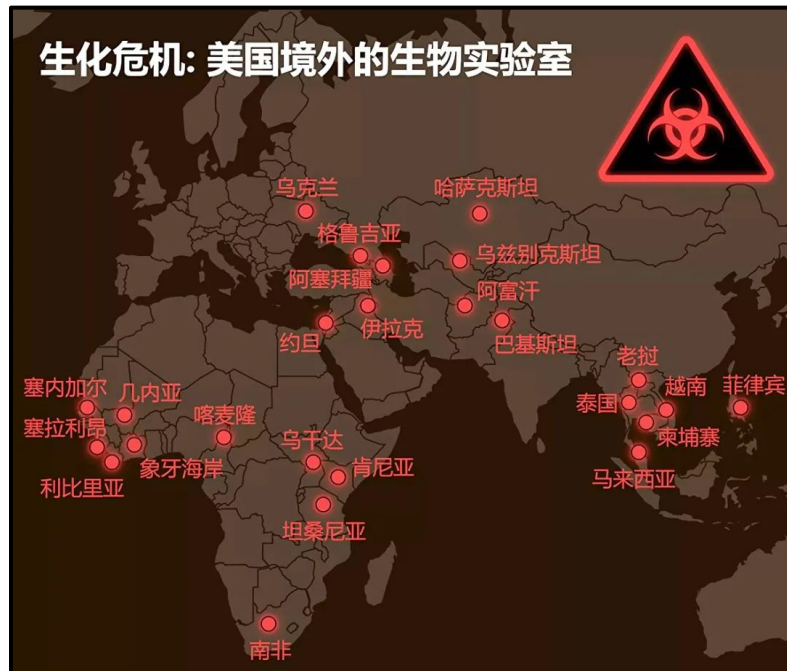 生化危机: 美国境外的生物实验室
乌克兰
哈萨克斯坦
格鲁吉亚
乌兹别克斯坦
阿塞拜疆
阿富汗
约旦
伊拉克
巴基斯坦
老挝
塞内加尔
几内亚
泰国
越南
菲律宾
塞拉利昂
喀麦隆
乌干达
柬埔寨
象牙海岸
肯尼亚
马来西亚
利比里亚
坦桑尼亚
南非